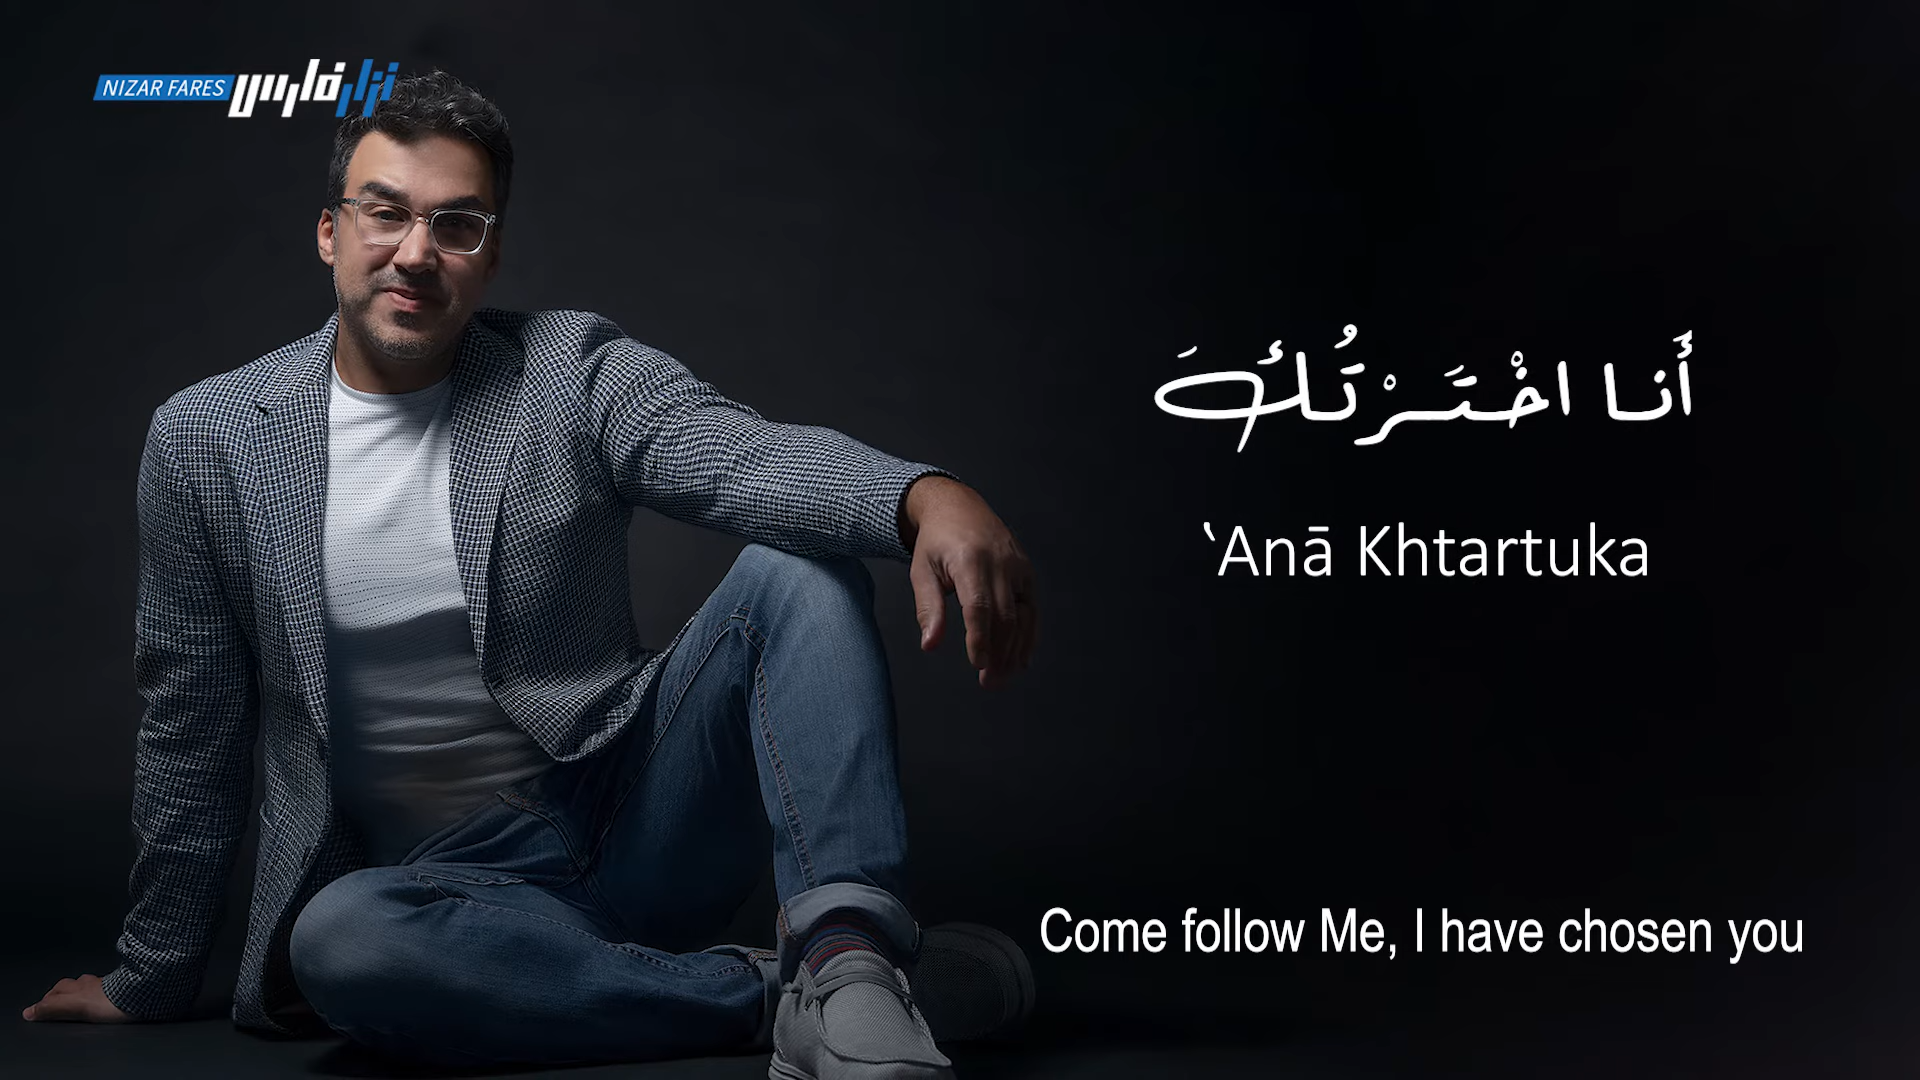 NIZAR FARES نزار فارس
أَنا اخْتَرْتُكَ
‘Anā Khtartuka
Come follow Me, I have chosen you